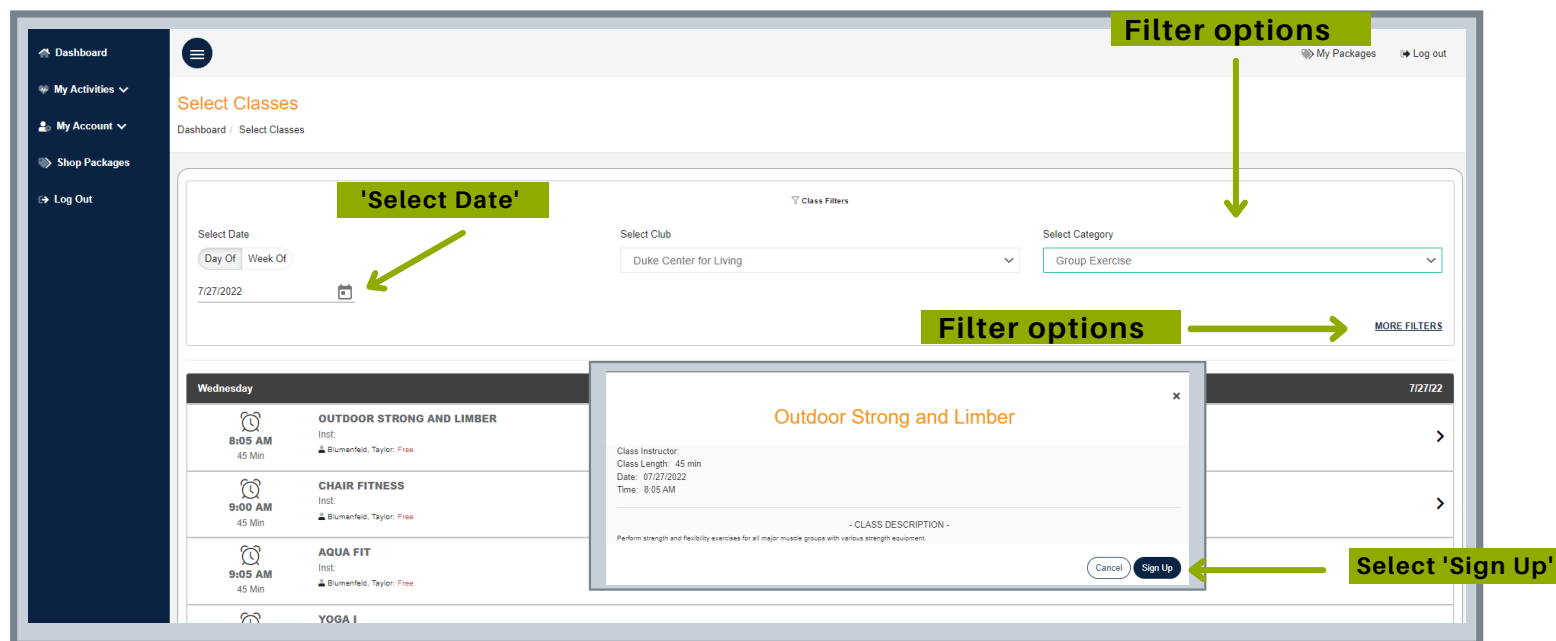 Filter options
Dashboard
My Activities
My Account
Shop Packages
Log Out
My Packages
Log out
Select Classes
Dashboard / Select Classes
'Select Date'
Class Filters
Select Date
Day Of Week Of
7/27/2022
Select Club
Duke Center for Living
Select Category
Group Exercise
Filter options
MORE FILTERS
Wednesday
7/27/22
8:05 AM
45 Min
OUTDOOR STRONG AND LIMBER
Inst:
Blumenfeld, Taylor: Free
9:00 AM
45 Min
CHAIR FITNESS
Inst:
Blumenfeld, Taylor: Free
9:05 AM
45 Min
AQUA FIT
Inst:
Blumenfeld, Taylor: Free
YOGA I
×
Outdoor Strong and Limber
Class Instructor:
Class Length: 45 min
Date: 07/27/2022
Time: 8:05 AM
- CLASS DESCRIPTION -
Perform strength and flexibility exercises for all major muscle groups with various strength equipment.
Cancel
Sign Up
Select 'Sign Up'